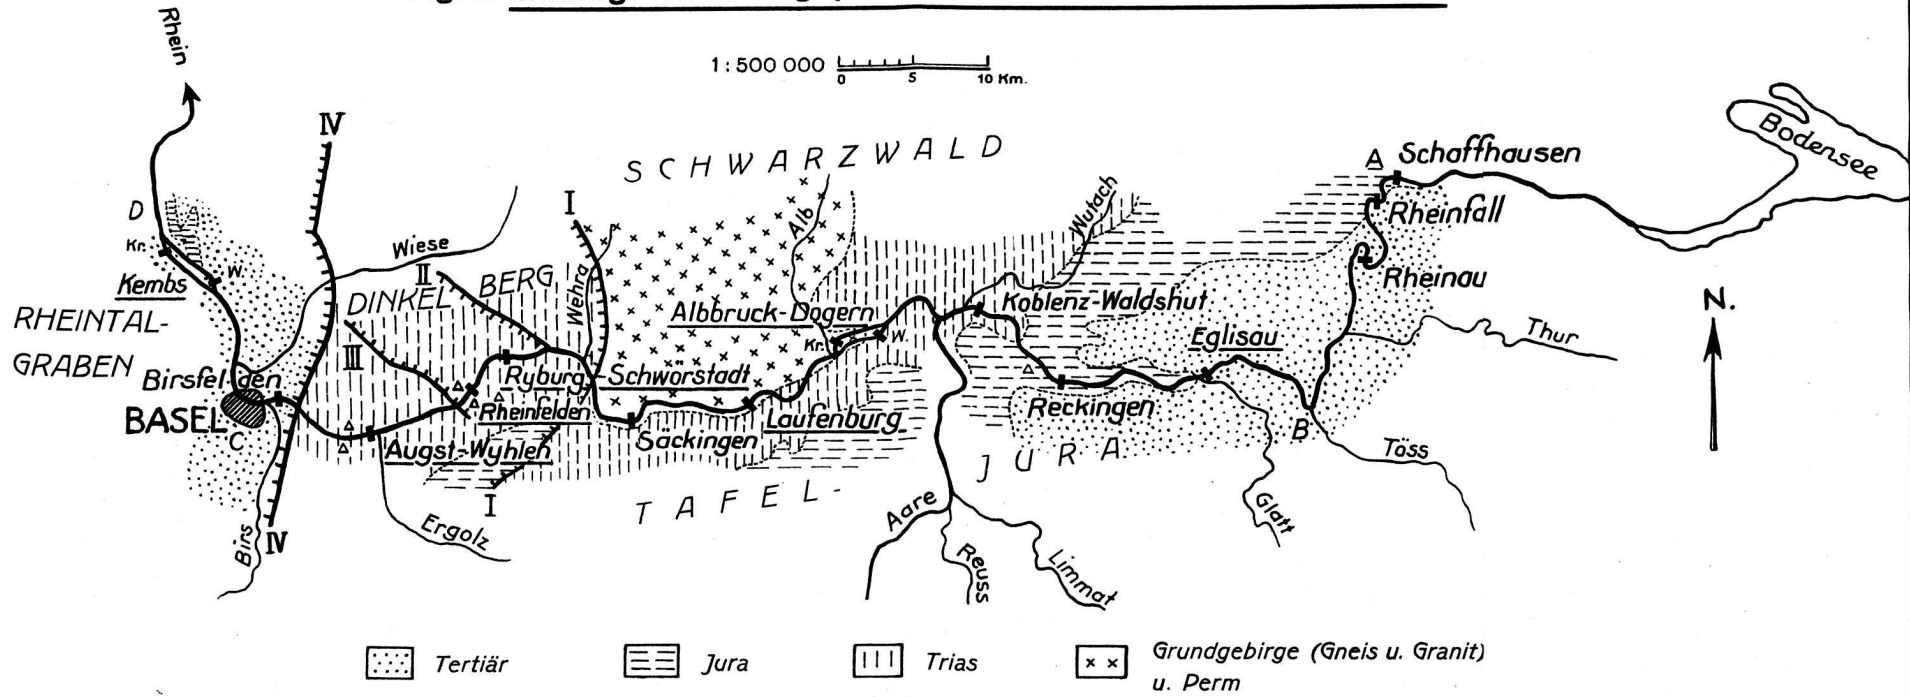 1:500 000
0 5 10 Km.
Rhein
IV
SCHWARZWALD
Bodensee
A Schaffhausen
Rheinfall
Rheinau
D
Kr.
W.
Kembs
RHEINTAL-
GRABEN
Wiese
II
DINKEL BERG
III
I
Wehra
Alb
Wutach
Albbruck-Dogern
Kr.
W.
Koblenz-Waldshut
Eglisau
Thur
N.
Birsfelden
BASEL
C
Ryburg-Schwörstadt
Rheinfelden
Augst-Wyhlen
Säckingen
Laufenburg
Reckingen
B
Töss
JURA
TAFEL-
I
IV
Birs
Ergolz
Aare
Reuss
Limmat
Glatt
Tertiär
Jura
Trias
Grundgebirge (Gneis u. Granit)
u. Perm